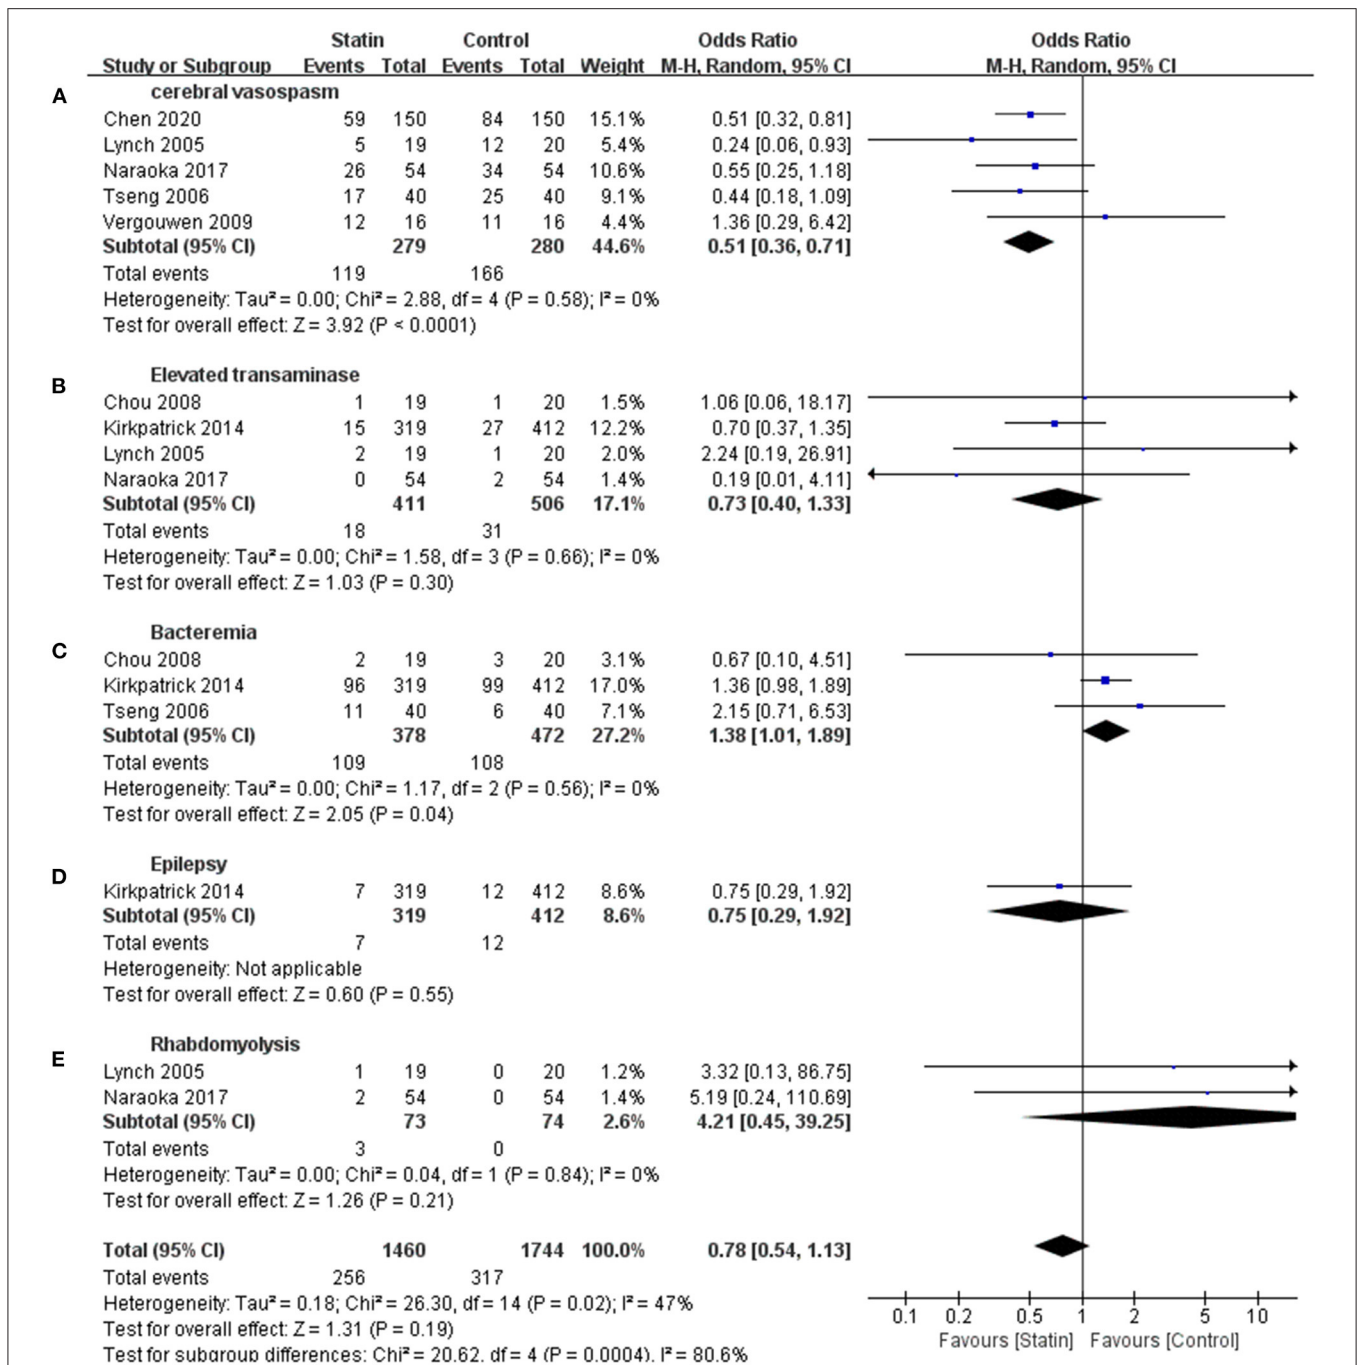 Statin Control Odds Ratio Odds Ratio
Study or Subgroup Events Total Events Total Weight M-H, Random, 95% CI M-H, Random, 95% CI
A cerebral vasospasm
Chen 2020 59 150 84 150 15.1% 0.51 [0.32, 0.81]
Lynch 2005 5 19 12 20 5.4% 0.24 [0.06, 0.93]
Naraoka 2017 26 54 34 54 10.6% 0.55 [0.25, 1.18]
Tseng 2006 17 40 25 40 9.1% 0.44 [0.18, 1.09]
Vergouwen 2009 12 16 11 16 4.4% 1.36 [0.29, 6.42]
Subtotal (95% CI) 279 280 44.6% 0.51 [0.36, 0.71]
Total events 119 166
Heterogeneity: Tau² = 0.00; Chi² = 2.88, df = 4 (P = 0.58); I² = 0%
Test for overall effect: Z = 3.92 (P < 0.0001)
B Elevated transaminase
Chou 2008 1 19 1 20 1.5% 1.06 [0.06, 18.17]
Kirkpatrick 2014 15 319 27 412 12.2% 0.70 [0.37, 1.35]
Lynch 2005 2 19 1 20 2.0% 2.24 [0.19, 26.91]
Naraoka 2017 0 54 2 54 1.4% 0.19 [0.01, 4.11]
Subtotal (95% CI) 411 506 17.1% 0.73 [0.40, 1.33]
Total events 18 31
Heterogeneity: Tau² = 0.00; Chi² = 1.58, df = 3 (P = 0.66); I² = 0%
Test for overall effect: Z = 1.03 (P = 0.30)
C Bacteremia
Chou 2008 2 19 3 20 3.1% 0.67 [0.10, 4.51]
Kirkpatrick 2014 96 319 99 412 17.0% 1.36 [0.98, 1.89]
Tseng 2006 11 40 6 40 7.1% 2.15 [0.71, 6.53]
Subtotal (95% CI) 378 472 27.2% 1.38 [1.01, 1.89]
Total events 109 108
Heterogeneity: Tau² = 0.00; Chi² = 1.17, df = 2 (P = 0.56); I² = 0%
Test for overall effect: Z = 2.05 (P = 0.04)
D Epilepsy
Kirkpatrick 2014 7 319 12 412 8.6% 0.75 [0.29, 1.92]
Subtotal (95% CI) 319 412 8.6% 0.75 [0.29, 1.92]
Total events 7 12
Heterogeneity: Not applicable
Test for overall effect: Z = 0.60 (P = 0.55)
E Rhabdomyolysis
Lynch 2005 1 19 0 20 1.2% 3.32 [0.13, 86.75]
Naraoka 2017 2 54 0 54 1.4% 5.19 [0.24, 110.69]
Subtotal (95% CI) 73 74 2.6% 4.21 [0.45, 39.25]
Total events 3 0
Heterogeneity: Tau² = 0.00; Chi² = 0.04, df = 1 (P = 0.84); I² = 0%
Test for overall effect: Z = 1.26 (P = 0.21)
Total (95% CI) 1460 1744 100.0% 0.78 [0.54, 1.13]
Total events 256 317
Heterogeneity: Tau² = 0.18; Chi² = 26.30, df = 14 (P = 0.02); I² = 47%
Test for overall effect: Z = 1.31 (P = 0.19)
Test for subgroup differences: Chi² = 20.62, df = 4 (P = 0.0004), I² = 80.6%
0.1 0.2 0.5 1 2 5 10
Favours [Statin] Favours [Control]